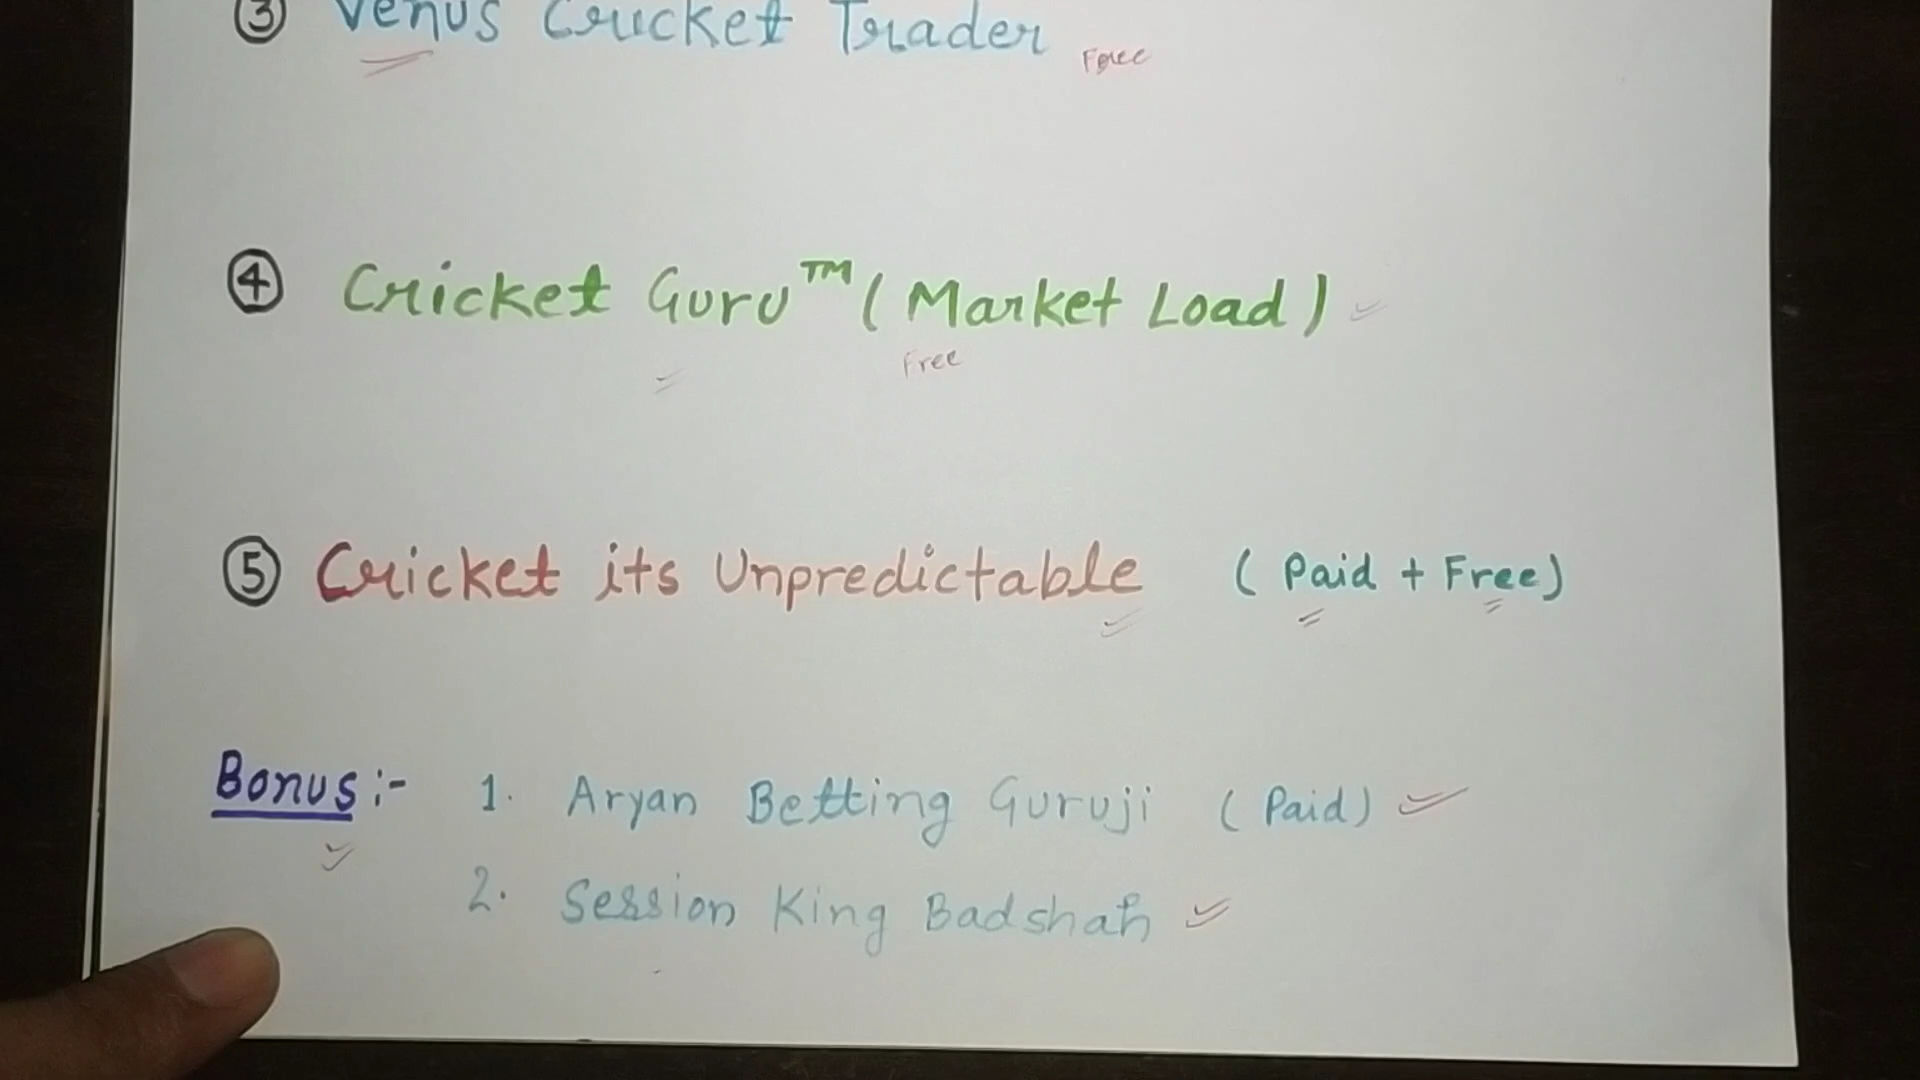 ③ Venus Cricket Trader Free
④ Cricket Guru™ (Market Load)
Free
⑤ Cricket its Unpredictable (Paid + Free)
Bonus:- 1. Aryan Betting Guruji (Paid)
2. Session King Badshah